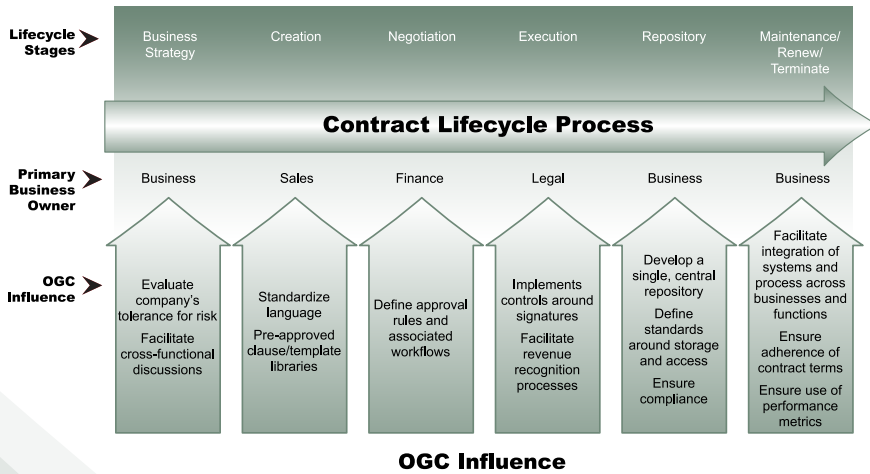 Lifecycle
Stages
Business
Strategy
Creation
Negotiation
Execution
Repository
Maintenance/
Renew/
Terminate
Contract Lifecycle Process
Primary
Business
Owner
Business
Sales
Finance
Legal
Business
Business
OGC
Influence
Evaluate
company's
tolerance for risk
Facilitate
cross-functional
discussions
Standardize
language
Pre-approved
clause/template
libraries
Define approval
rules and
associated
workflows
Implements
controls around
signatures
Facilitate
revenue
recognition
processes
Develop a
single, central
repository
Define
standards
around storage
and access
Ensure
compliance
Facilitate
integration of
systems and
process across
businesses and
functions
Ensure
adherence of
contract terms
Ensure use of
performance
metrics
OGC Influence